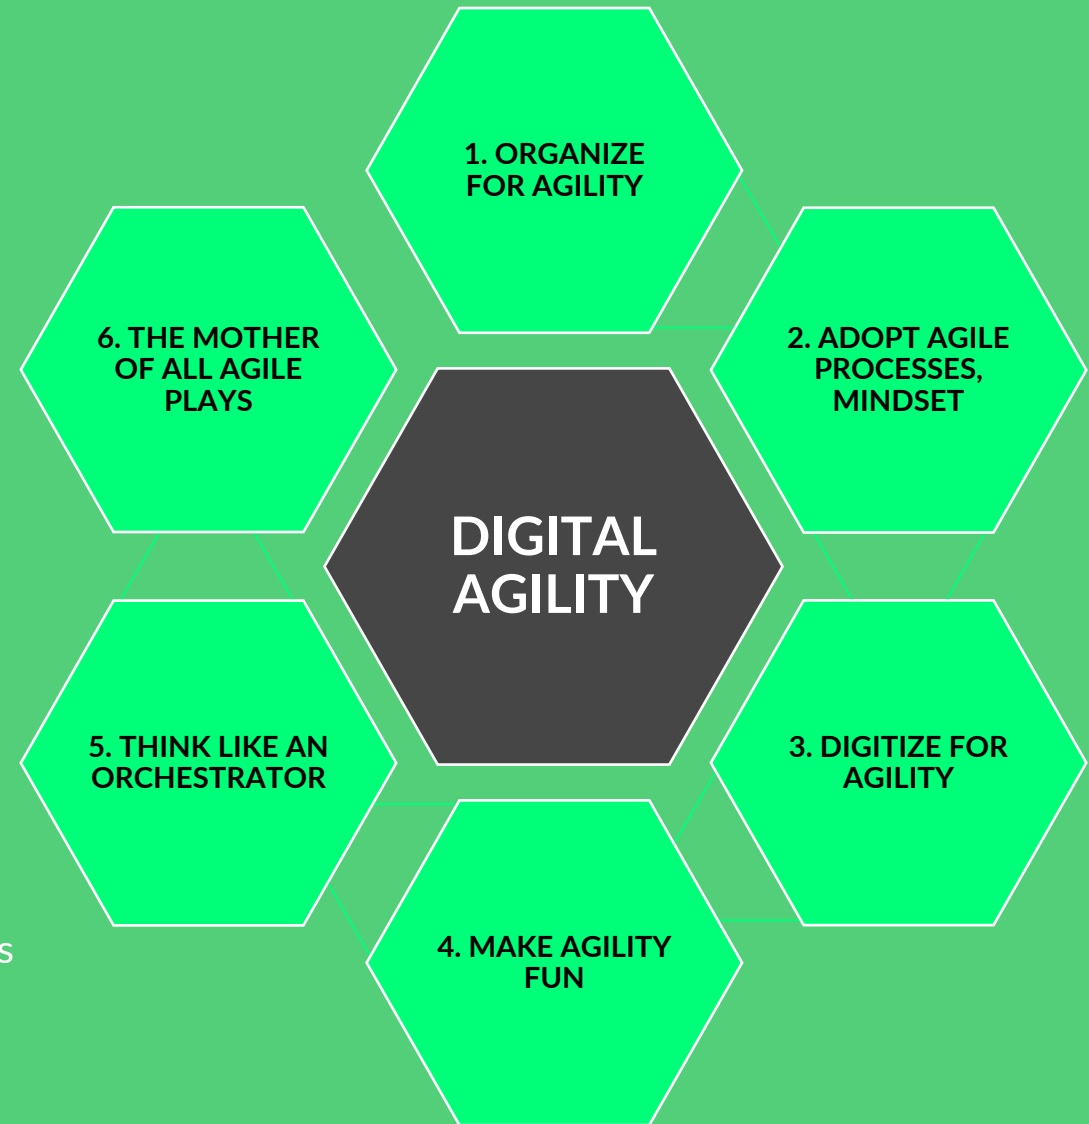 1. ORGANIZE
FOR AGILITY
2. ADOPT AGILE
PROCESSES,
MINDSET
3. DIGITIZE FOR
AGILITY
4. MAKE AGILITY
FUN
5. THINK LIKE AN
ORCHESTRATOR
6. THE MOTHER
OF ALL AGILE
PLAYS
DIGITAL
AGILITY